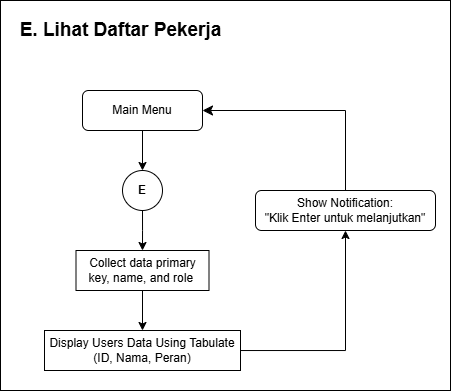 E. Lihat Daftar Pekerja
Main Menu
E
Collect data primary
key, name, and role
Display Users Data Using Tabulate
(ID, Nama, Peran)
Show Notification:
"Klik Enter untuk melanjutkan"